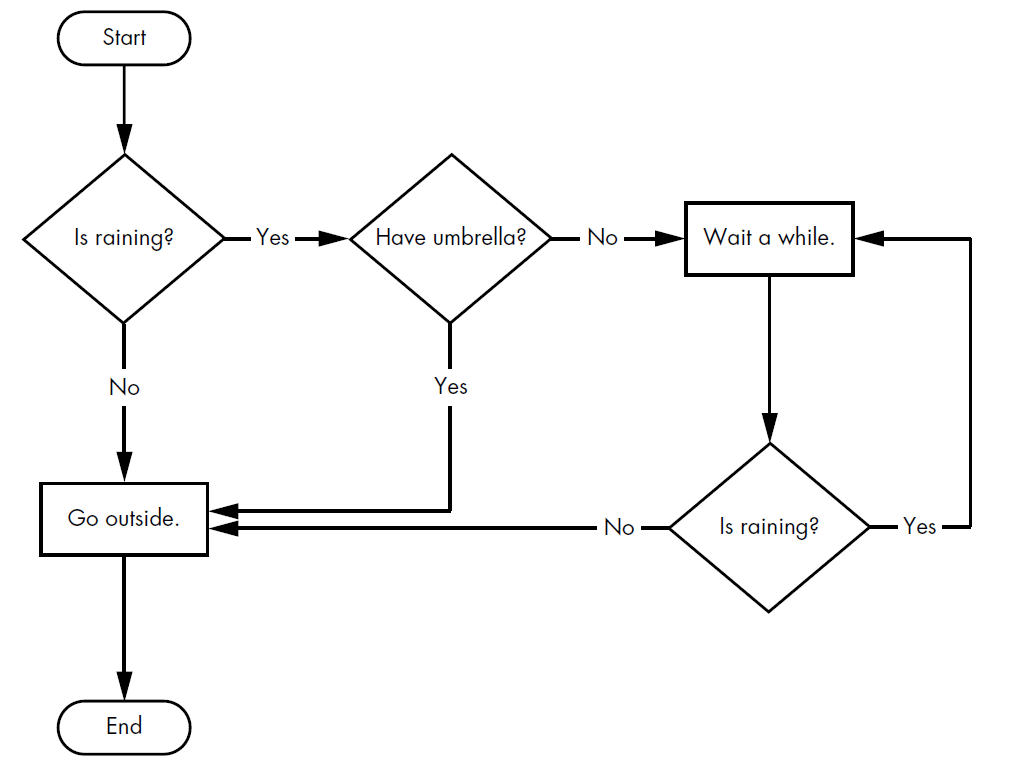 Start
Is raining?
Yes
Have umbrella?
No
Wait a while.
No
Yes
Go outside.
No
Is raining?
Yes
End